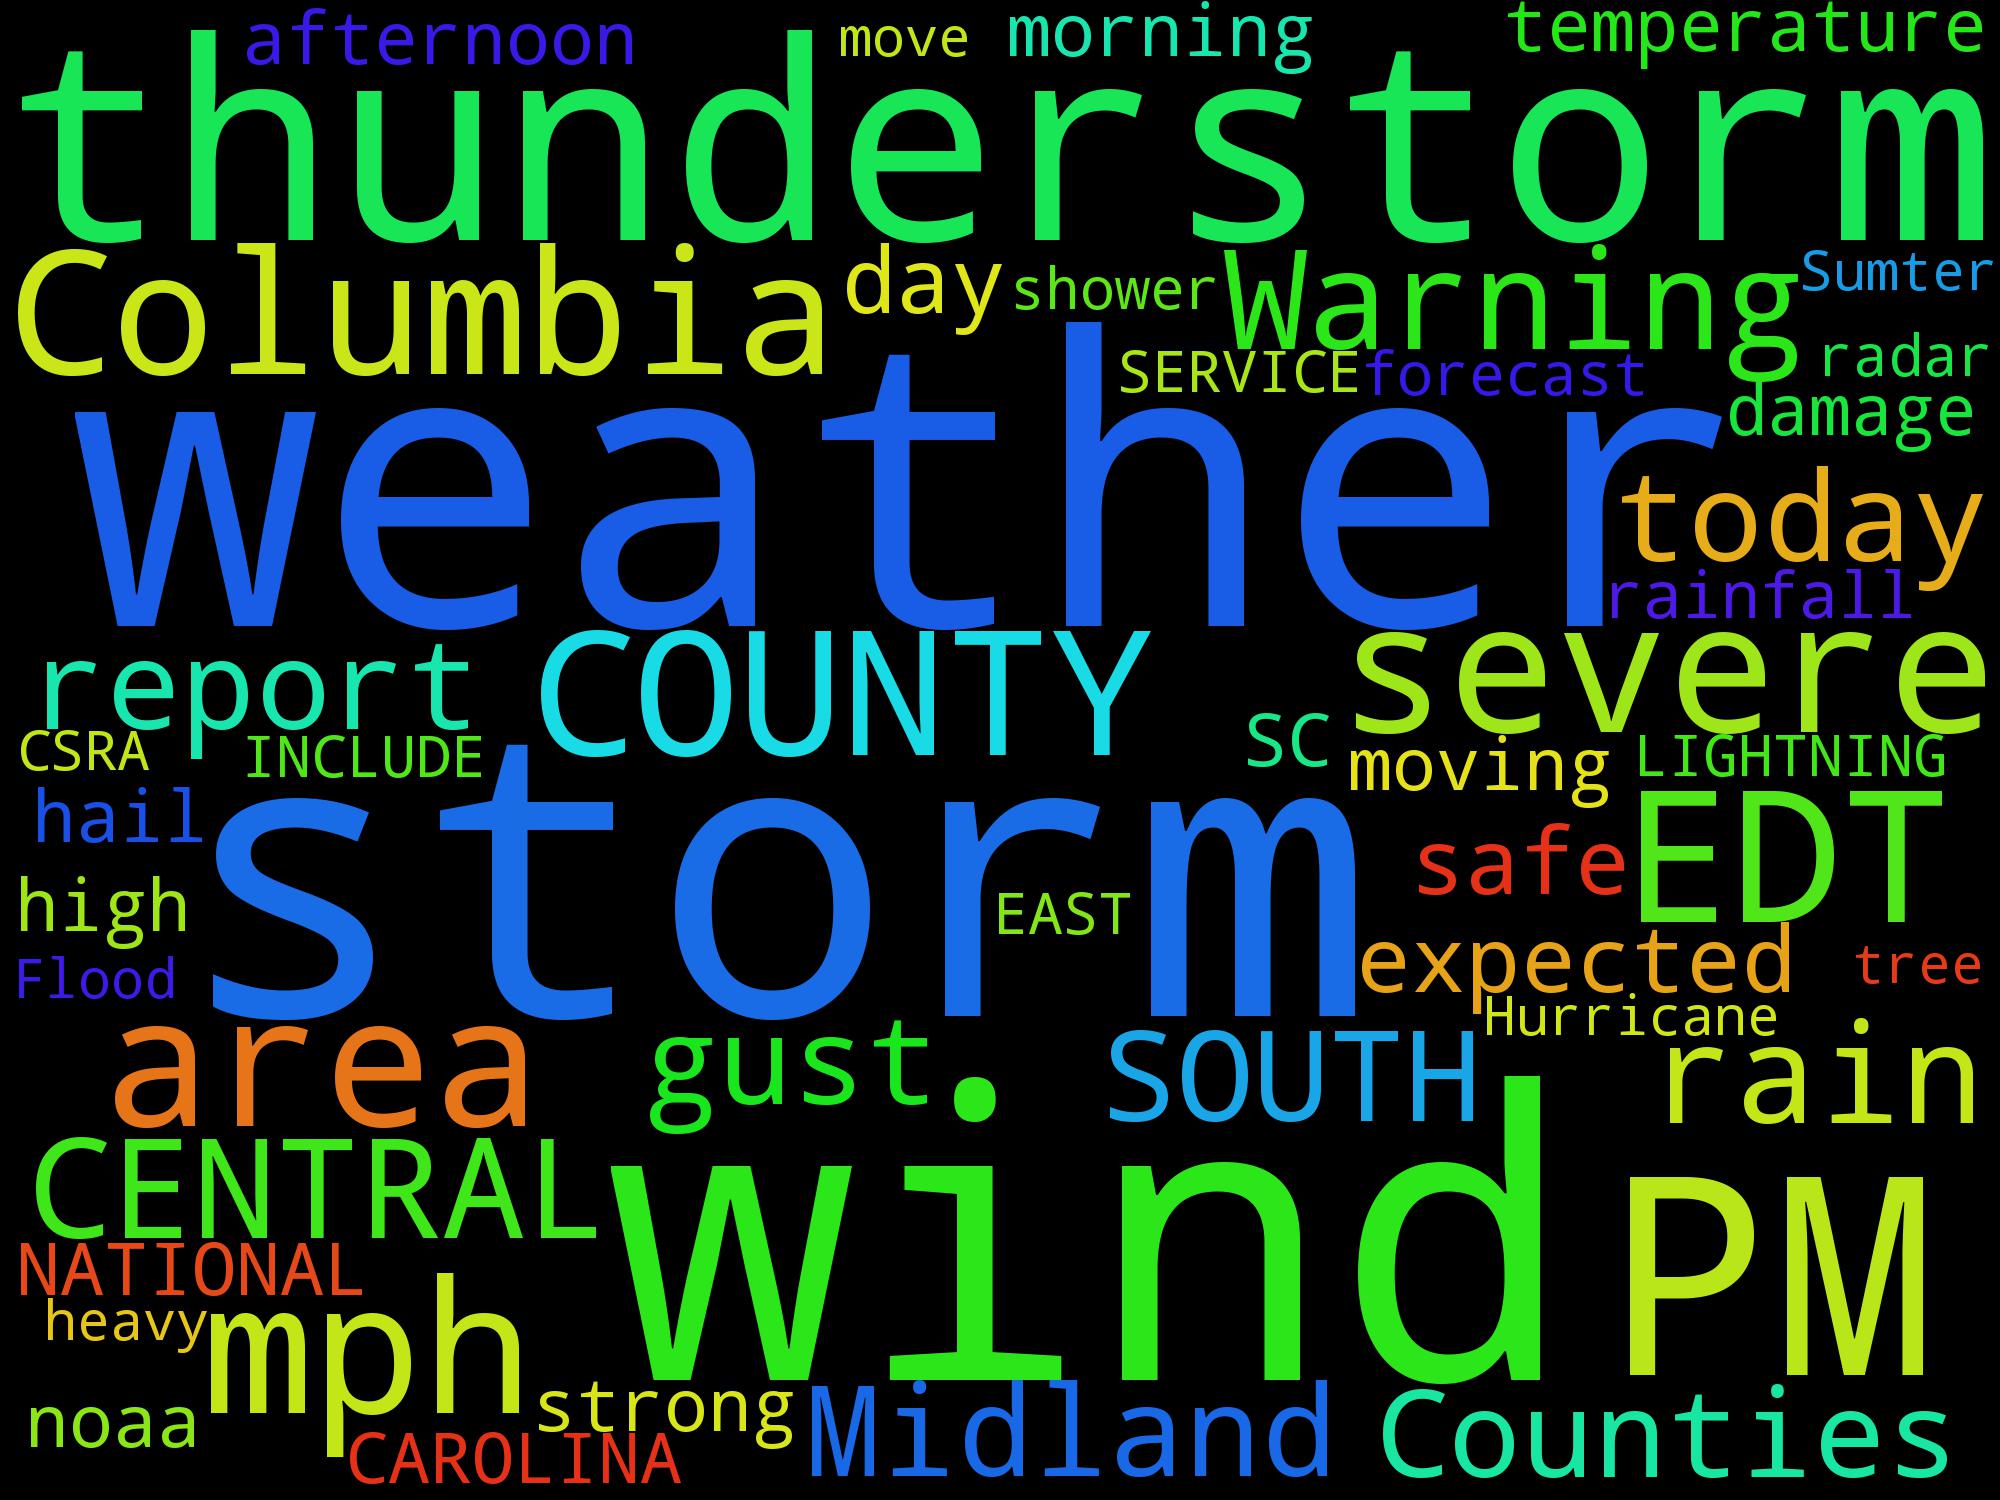 afternoon move morning temperature
thunderstorm
Columbia day shower Warning Sumter
SERVICE forecast radar
damage
weather
today
rainfall
report COUNTY severe
CSRA INCLUDE SC moving LIGHTNING
hail storm safe EDT
high EAST
Flood expected tree
Hurricane
area gust SOUTH rain
CENTRAL wind PM
NATIONAL
heavy mph
noaa strong Midland Counties
CAROLINA